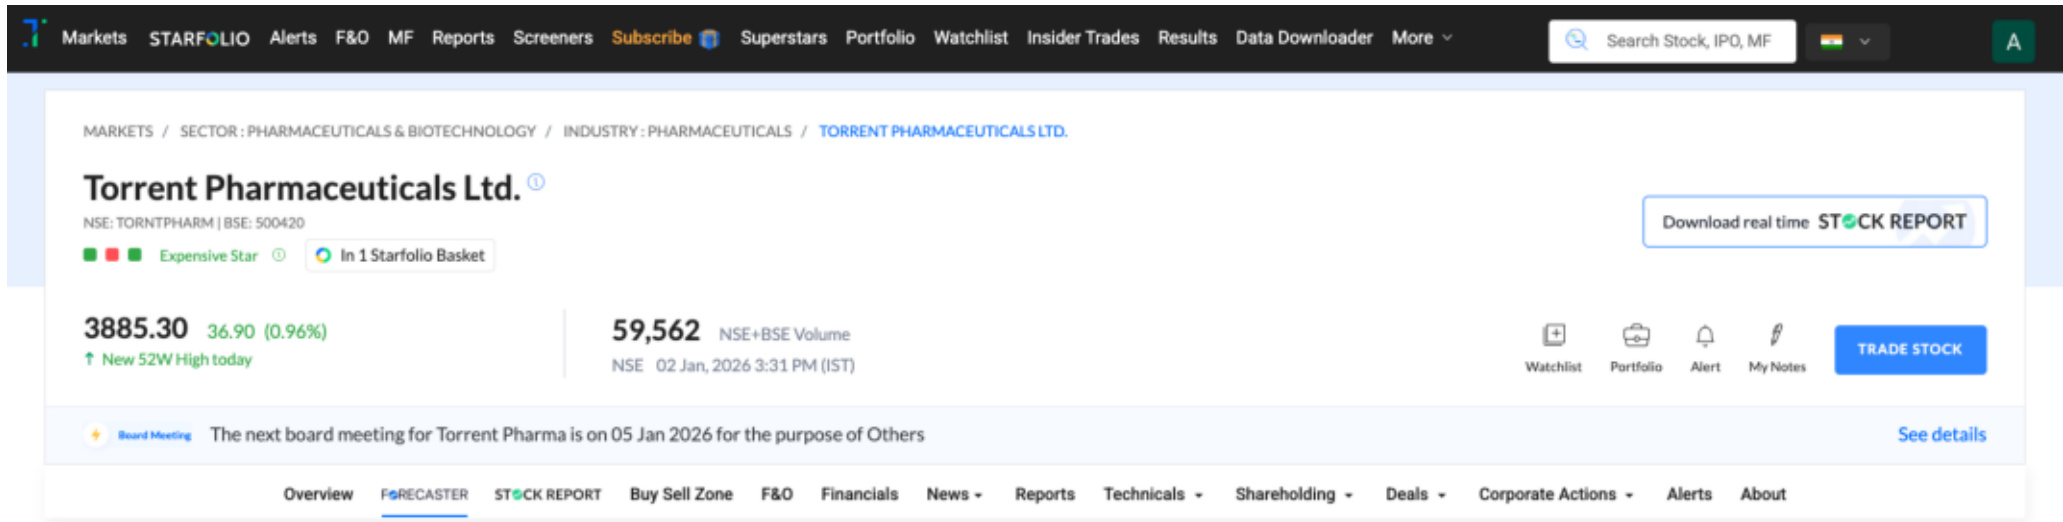 Markets STARFOLIO Alerts F&O MF Reports Screeners Subscribe Superstars Portfolio Watchlist Insider Trades Results Data Downloader More Search Stock, IPO, MF A
MARKETS / SECTOR : PHARMACEUTICALS & BIOTECHNOLOGY / INDUSTRY : PHARMACEUTICALS / TORRENT PHARMACEUTICALS LTD.
Torrent Pharmaceuticals Ltd.
NSE: TORNTPHARM | BSE: 500420
Expensive Star In 1 Starfolio Basket
Download real time STOCK REPORT
3885.30 36.90 (0.96%)
New 52W High today
59,562 NSE+BSE Volume
NSE 02 Jan, 2026 3:31 PM (IST)
Watchlist Portfolio Alert My Notes TRADE STOCK
Board Meeting The next board meeting for Torrent Pharma is on 05 Jan 2026 for the purpose of Others See details
Overview FORECASTER STOCK REPORT Buy Sell Zone F&O Financials News Reports Technicals Shareholding Deals Corporate Actions Alerts About